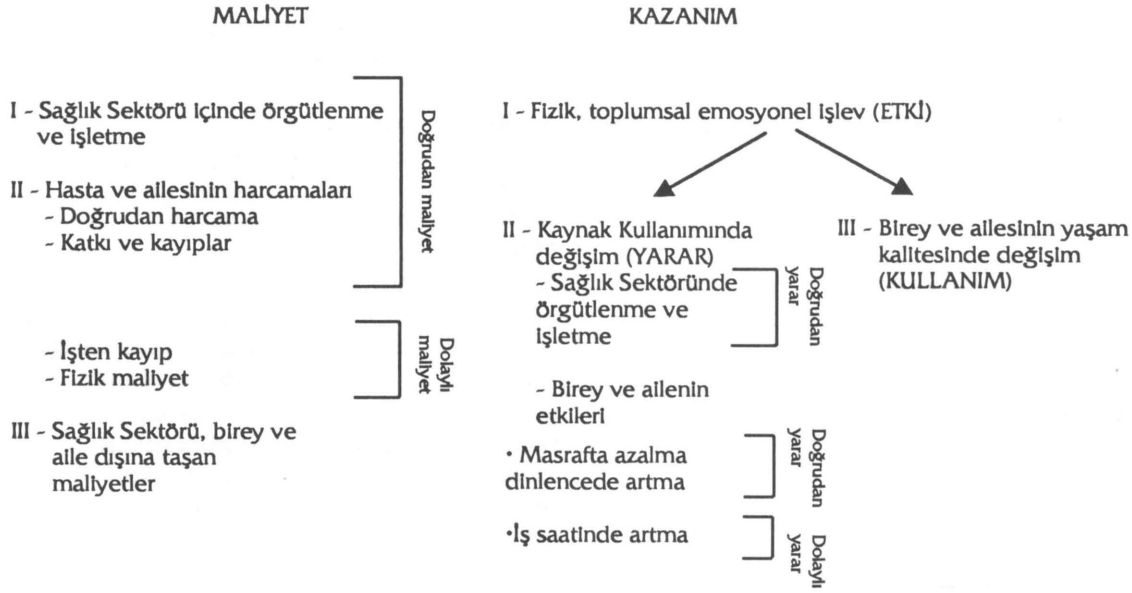 MALİYET
I - Sağlık Sektörü içinde örgütlenme
ve işletme
II - Hasta ve ailesinin harcamaları
- Doğrudan harcama
- Katkı ve kayıplar
Doğrudan maliyet
- İşten kayıp
- Fizik maliyet
Dolaylı
maliyet
III - Sağlık Sektörü, birey ve
aile dışına taşan
maliyetler
KAZANIM
I - Fizik, toplumsal emosyonel işlev (ETKİ)
II - Kaynak Kullanımında
değişim (YARAR)
- Sağlık Sektöründe
örgütlenme ve
işletme
Doğrudan
yarar
- Birey ve ailenin
etkileri
• Masrafta azalma
dinlencede artma
Doğrudan
yarar
•İş saatinde artma
Dolaylı
yarar
III - Birey ve ailesinin yaşam
kalitesinde değişim
(KULLANIM)